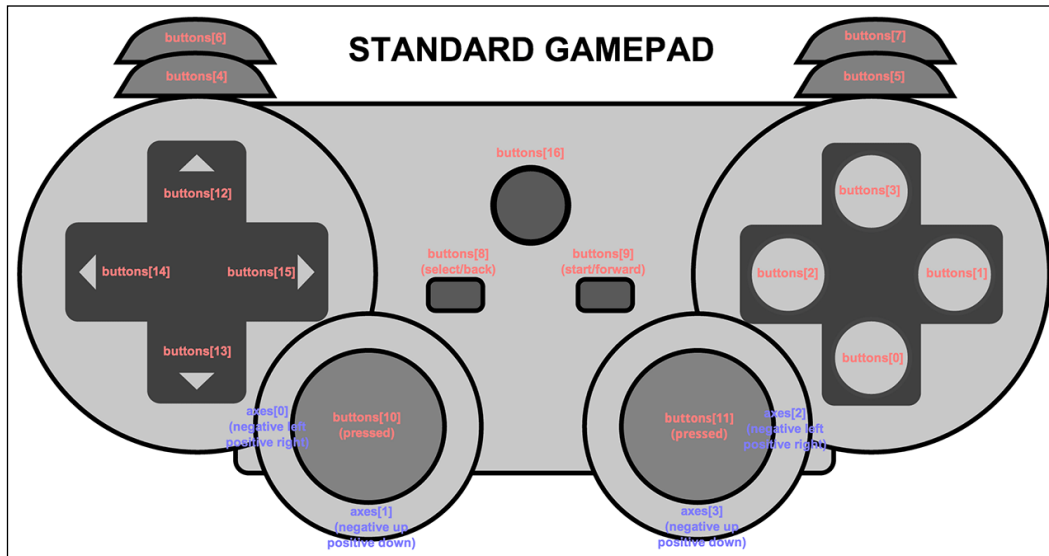 STANDARD GAMEPAD
buttons[6]
buttons[4]
buttons[7]
buttons[5]
buttons[16]
buttons[12]
buttons[14]
buttons[15]
buttons[13]
buttons[8]
(select/back)
buttons[9]
(start/forward)
buttons[3]
buttons[2]
buttons[1]
buttons[0]
axes[0]
(negative left
positive right)
buttons[10]
(pressed)
axes[1]
(negative up
positive down)
buttons[11]
(pressed)
axes[2]
(negative left
positive right)
axes[3]
(negative up
positive down)